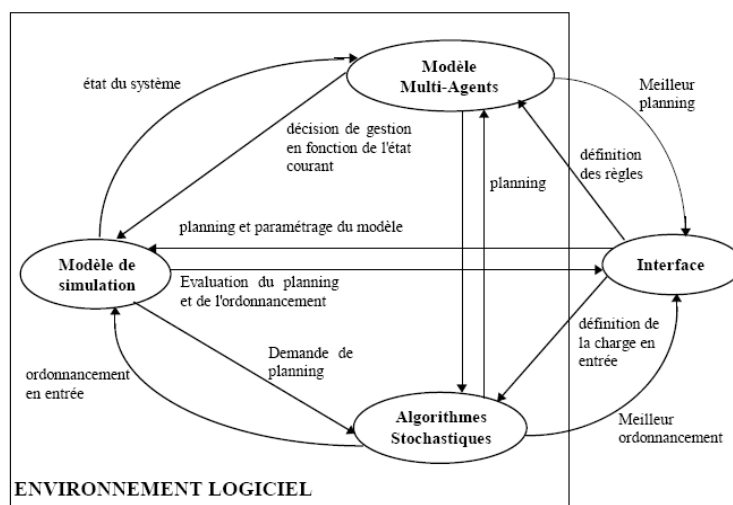 Modèle
Multi-Agents
état du système
Meilleur
planning
décision de gestion
en fonction de l'état
courant
définition
des règles
planning
planning et paramétrage du modèle
Modèle de
simulation
Interface
Evaluation du planning
et de l'ordonnancement
définition de
la charge en
entrée
Demande de
planning
ordonnancement
en entrée
Algorithmes
Stochastiques
Meilleur
ordonnancement
ENVIRONNEMENT LOGICIEL